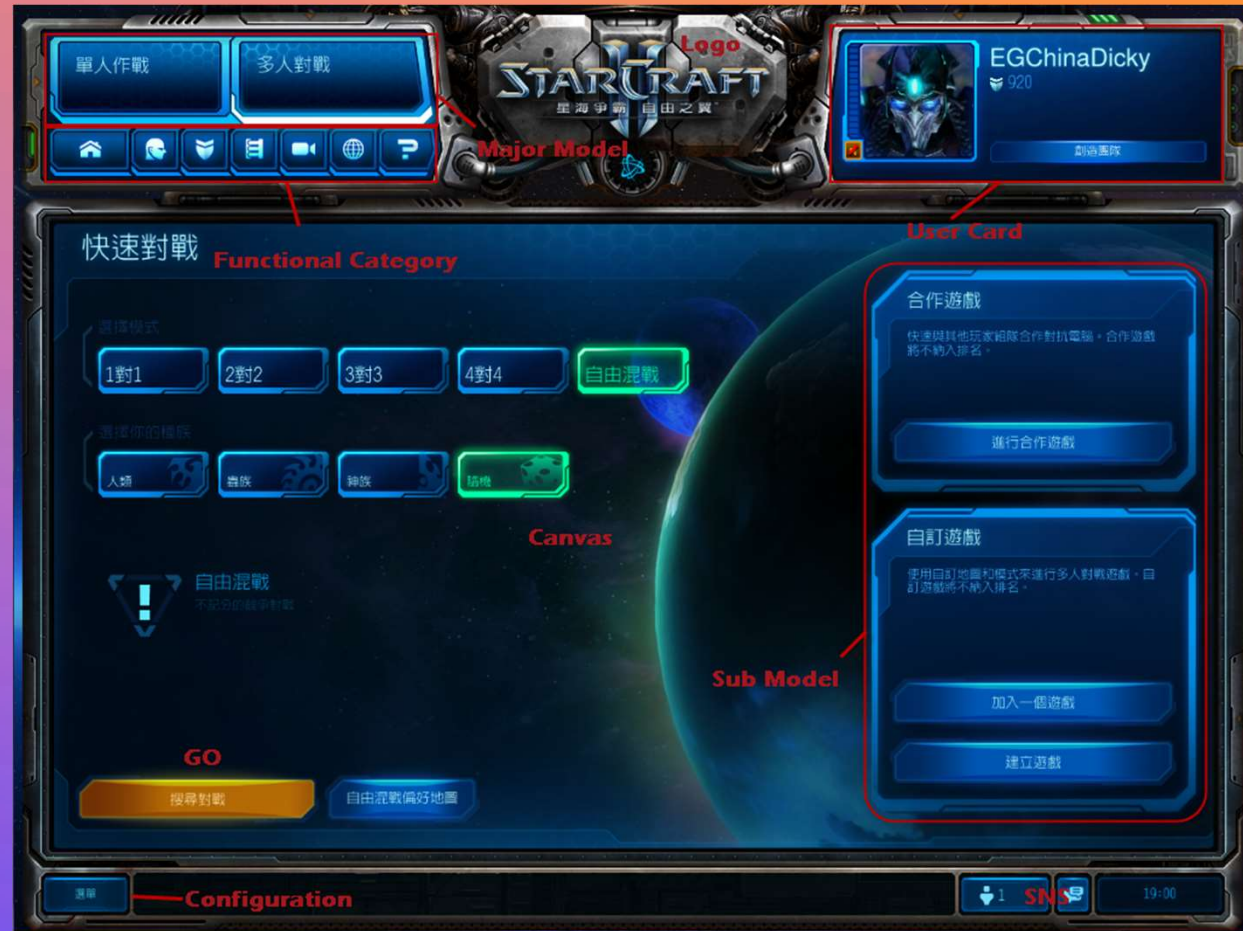 單人作戰
多人對戰
Logo
STARCRAFT
II
星海爭霸 自由之翼
EGChinaDicky
920
創造團隊
Major Model
User Card
快速對戰
Functional Category
選擇模式
1對1
2對2
3對3
4對4
自由混戰
選擇你的種族
人類
蟲族
神族
隨機
Canvas
自由混戰
不記分的戰爭對戰
合作遊戲
快速與其他玩家組隊合作對抗電腦。合作遊戲
將不納入排名。
進行合作遊戲
自訂遊戲
使用自訂地圖和模式來進行多人對戰遊戲。自
訂遊戲將不納入排名。
Sub Model
加入一個遊戲
建立遊戲
GO
搜尋對戰
自由混戰偏好地圖
選單
Configuration
1
SNS
19:00